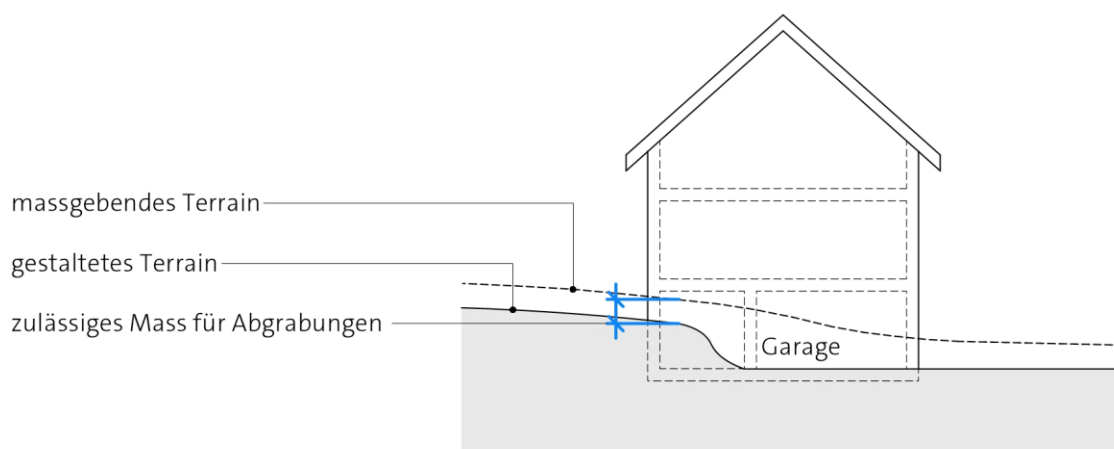 massgebendes Terrain
gestaltetes Terrain
zulässiges Mass für Abgrabungen
Garage